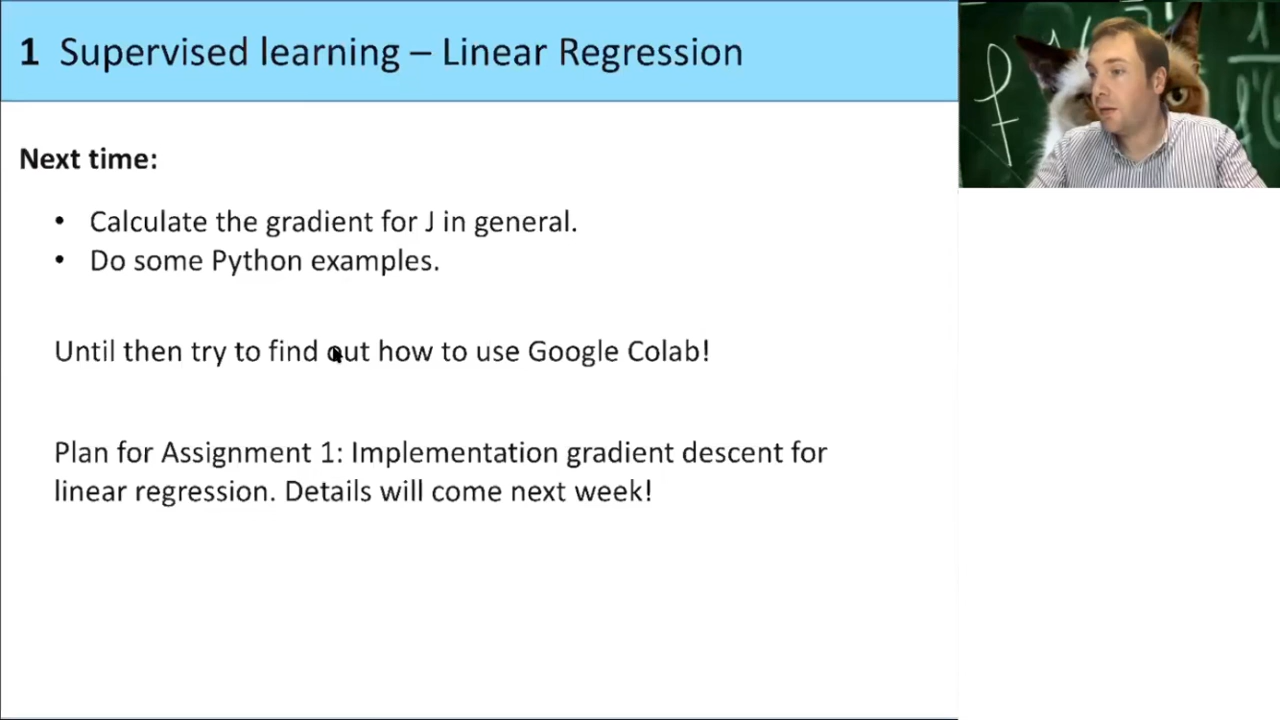 1 Supervised learning – Linear Regression
Next time:
• Calculate the gradient for J in general.
• Do some Python examples.
Until then try to find out how to use Google Colab!
Plan for Assignment 1: Implementation gradient descent for
linear regression. Details will come next week!